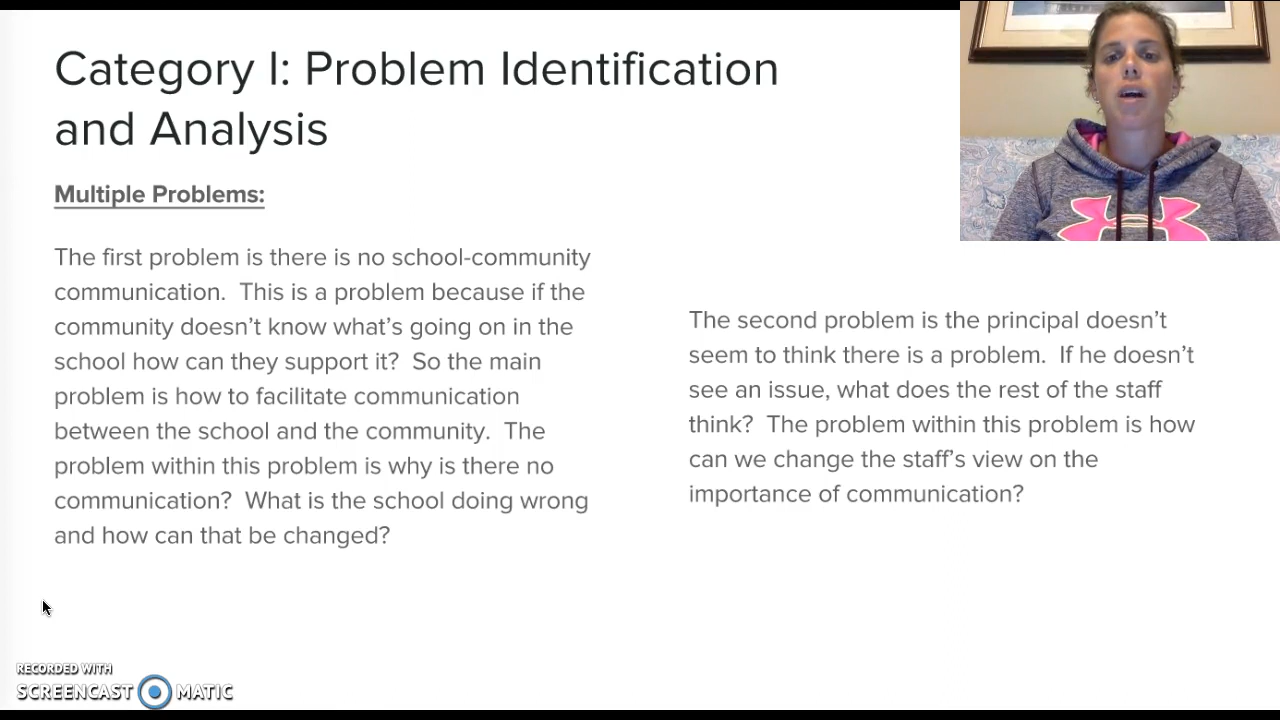 Category I: Problem Identification
and Analysis
Multiple Problems:
The first problem is there is no school-community
communication.  This is a problem because if the
community doesn’t know what’s going on in the
school how can they support it?  So the main
problem is how to facilitate communication
between the school and the community.  The
problem within this problem is why is there no
communication?  What is the school doing wrong
and how can that be changed?
The second problem is the principal doesn’t
seem to think there is a problem.  If he doesn’t
see an issue, what does the rest of the staff
think?  The problem within this problem is how
can we change the staff’s view on the
importance of communication?
RECORDED WITH
SCREENCAST MATIC